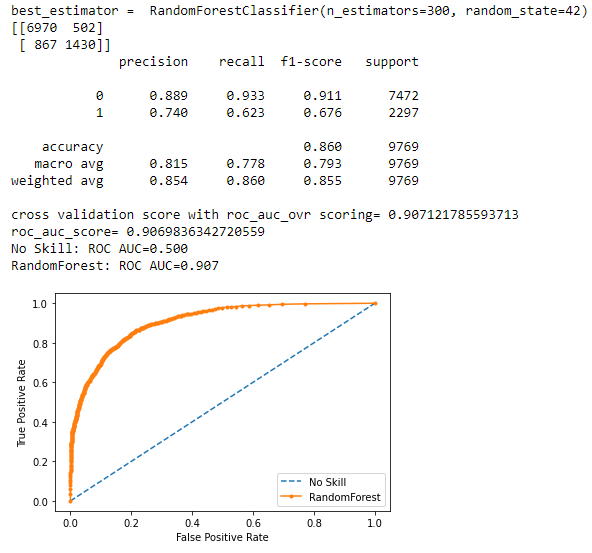 best_estimator =  RandomForestClassifier(n_estimators=300, random_state=42)
[[6970  502]
 [ 867 1430]]
              precision    recall  f1-score   support

           0      0.889     0.933     0.911      7472
           1      0.740     0.623     0.676      2297

    accuracy                          0.860      9769
   macro avg      0.815     0.778     0.793      9769
weighted avg      0.854     0.860     0.855      9769

cross validation score with roc_auc_ovr scoring= 0.907121785593713
roc_auc_score= 0.9069836342720559
No Skill: ROC AUC=0.500
RandomForest: ROC AUC=0.907
1.0
0.8
0.6
0.4
0.2
0.0
True Positive Rate
No Skill
RandomForest
0.0 0.2 0.4 0.6 0.8 1.0
False Positive Rate